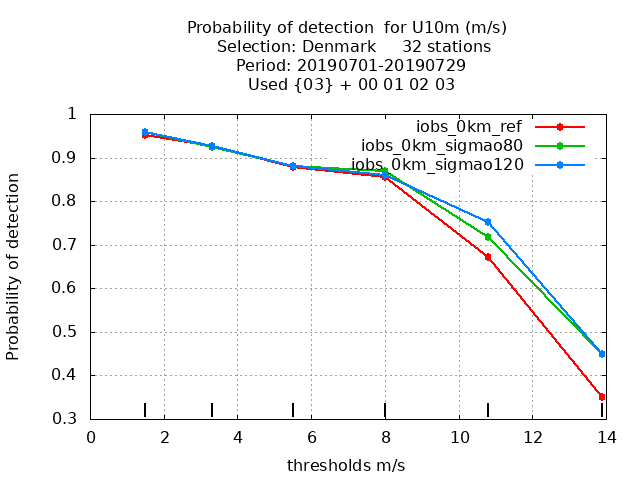 Probability of detection  for U10m (m/s)
Selection: Denmark     32 stations
Period: 20190701-20190729
Used {03} + 00 01 02 03
iobs_0km_ref
iobs_0km_sigmao80
iobs_0km_sigmao120
Probability of detection
1
0.9
0.8
0.7
0.6
0.5
0.4
0.3
0 2 4 6 8 10 12 14
thresholds m/s